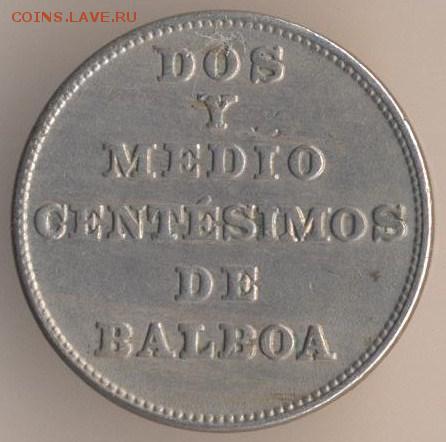 COINS.LAVE.RU
DOS
Y
MEDIO
CENTÉSIMOS
DE
BALBOA